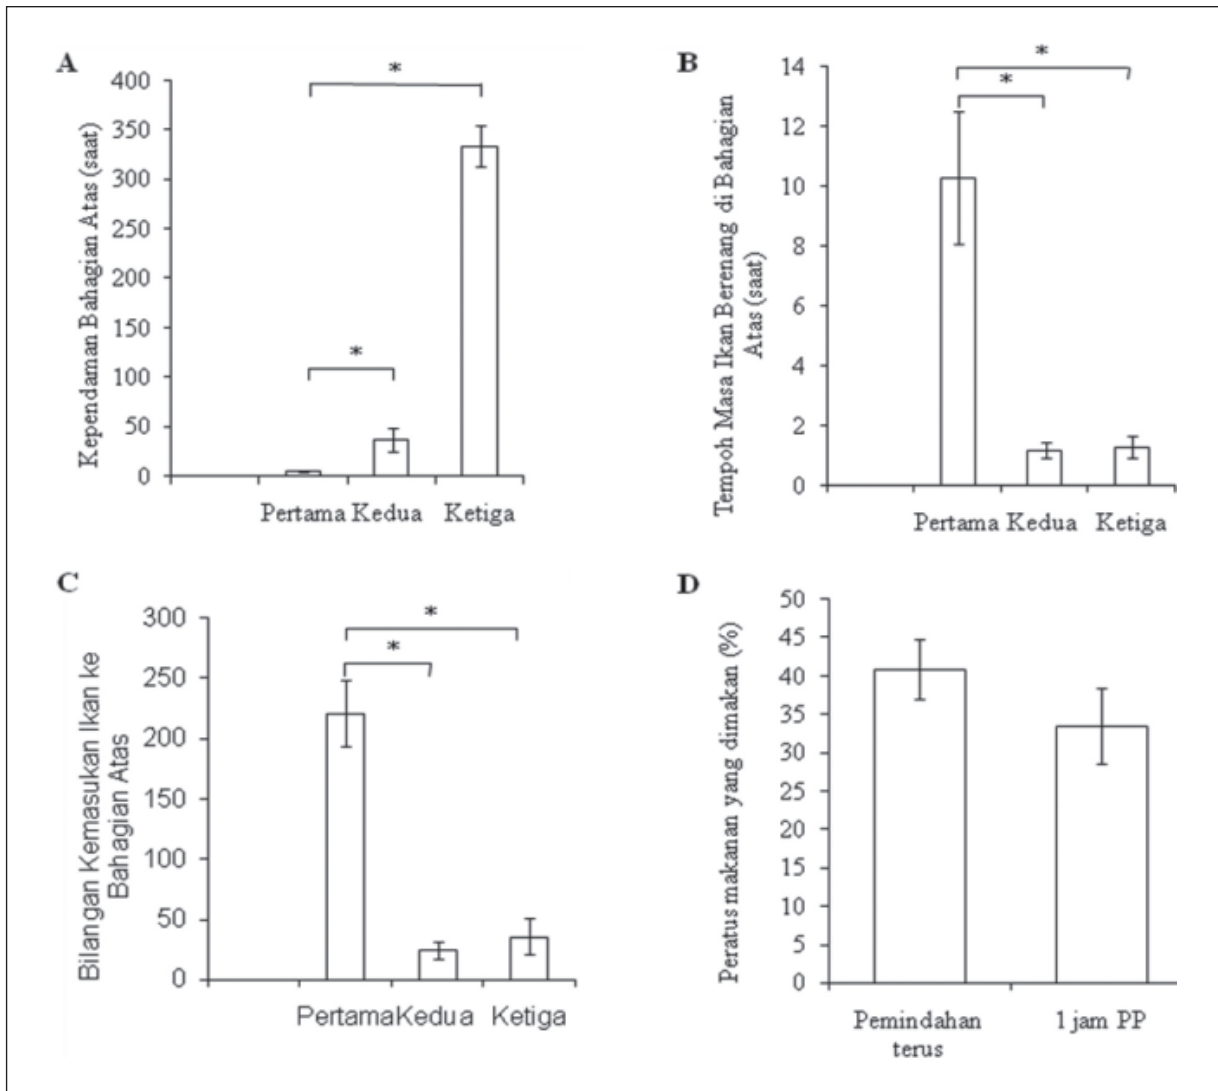 A
Kependaman Bahagian Atas (saat)
400
350
300
250
200
150
100
50
0
*
*
Pertama Kedua Ketiga
B
Tempoh Masa Ikan Berenang di Bahagian
Atas (saat)
14
12
10
8
6
4
2
0
*
*
Pertama Kedua Ketiga
C
Bilangan Kemasukan Ikan ke
Bahagian Atas
300
250
200
150
100
50
0
*
*
Pertama Kedua Ketiga
D
Peratus makanan yang dimakan (%)
50
45
40
35
30
25
20
15
10
5
0
Pemindahan
terus
1 jam PP